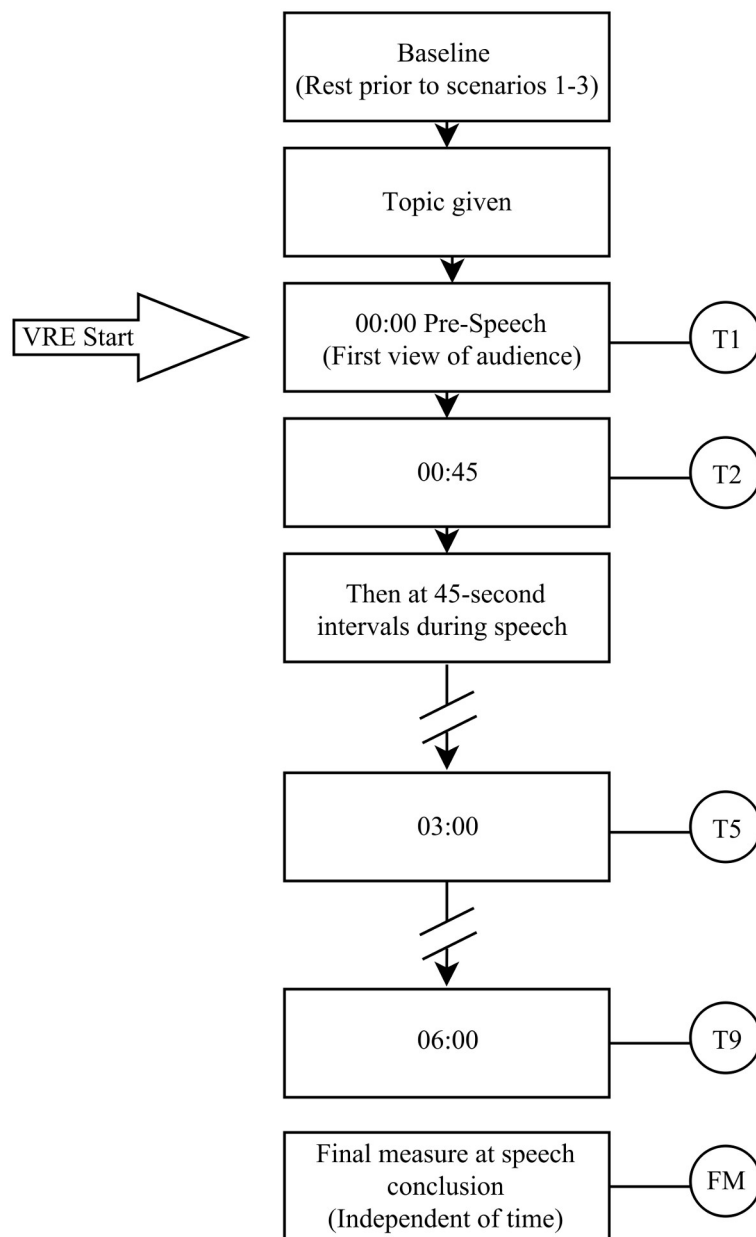 Baseline
(Rest prior to scenarios 1-3)
Topic given
VRE Start
00:00 Pre-Speech
(First view of audience)
T1
00:45
T2
Then at 45-second
intervals during speech
03:00
T5
06:00
T9
Final measure at speech
conclusion
(Independent of time)
FM